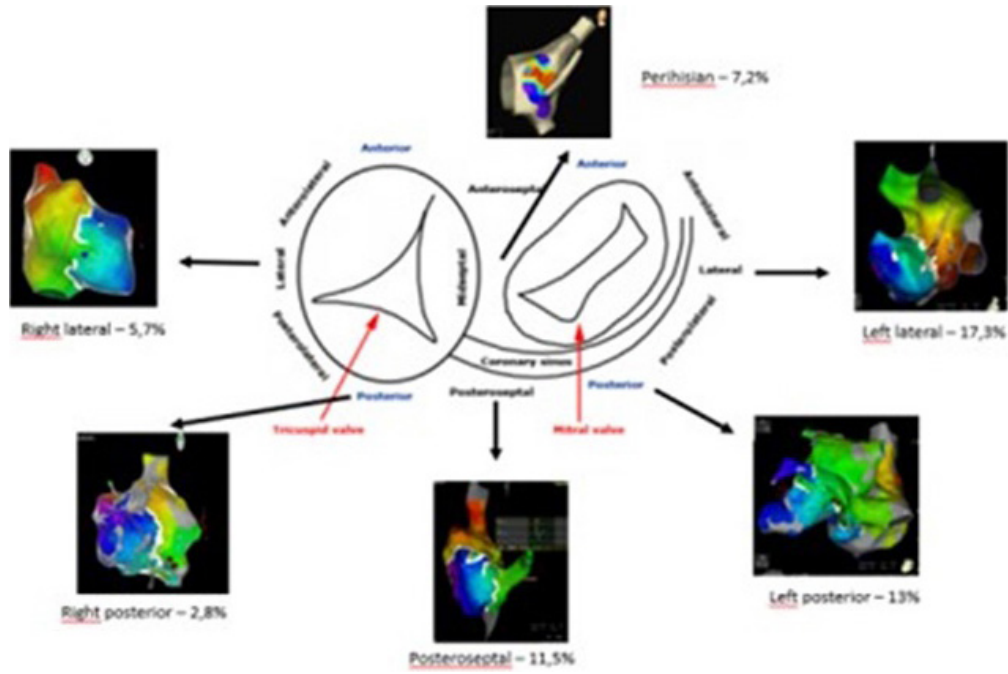 Perihisian – 7,2%
Anterior
Anterior
Anterolateral
Anteroseptal
Anterolateral
Lateral
Midseptal
Lateral
Right lateral – 5,7%
Left lateral – 17,3%
Posterolateral
Posterolateral
Coronary sinus
Posterior
Posteroseptal
Posterior
Tricuspid valve
Mitral valve
Right posterior – 2,8%
Left posterior – 13%
Posteroseptal – 11,5%